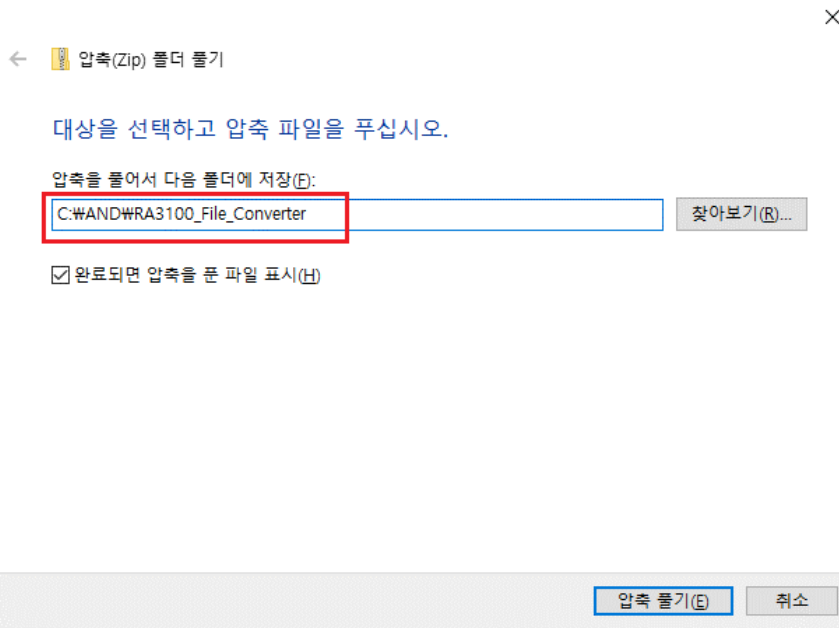 압축(Zip) 폴더 풀기
대상을 선택하고 압축 파일을 푸십시오.
압축을 풀어서 다음 폴더에 저장(F):
C:₩AND₩RA3100_File_Converter
찾아보기(R)...
완료되면 압축을 푼 파일 표시(H)
압축 풀기(E)
취소